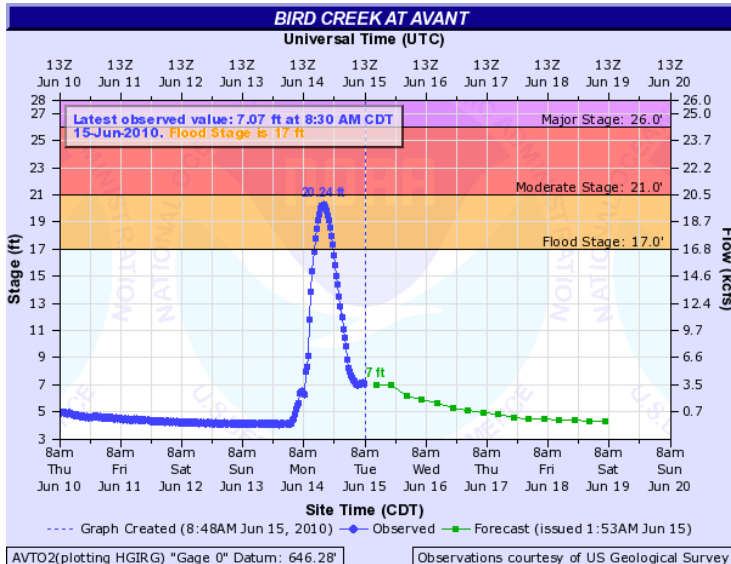 BIRD CREEK AT AVANT
Universal Time (UTC)
13Z 13Z 13Z 13Z 13Z 13Z 13Z 13Z 13Z 13Z 13Z
Jun 10 Jun 11 Jun 12 Jun 13 Jun 14 Jun 15 Jun 16 Jun 17 Jun 18 Jun 19 Jun 20
Latest observed value: 7.07 ft at 8:30 AM CDT
15-Jun-2010. Flood Stage is 17 ft
Major Stage: 26.0'
Moderate Stage: 21.0'
Flood Stage: 17.0'
20.24 ft
7 ft
Stage (ft)
28
27
25
23
21
19
17
15
13
11
9
7
5
3
Flow (kcfs)
26.0
25.0
23.7
22.2
20.5
18.7
16.8
14.6
12.4
9.7
6.6
3.5
0.7
8am 8am 8am 8am 8am 8am 8am 8am 8am 8am 8am
Thu Fri Sat Sun Mon Tue Wed Thu Fri Sat Sun
Jun 10 Jun 11 Jun 12 Jun 13 Jun 14 Jun 15 Jun 16 Jun 17 Jun 18 Jun 19 Jun 20
Site Time (CDT)
Graph Created (8:48AM Jun 15, 2010) Observed Forecast (issued 1:53AM Jun 15)
AVTO2(plotting HGIRG) "Gage 0" Datum: 646.28' Observations courtesy of US Geological Survey